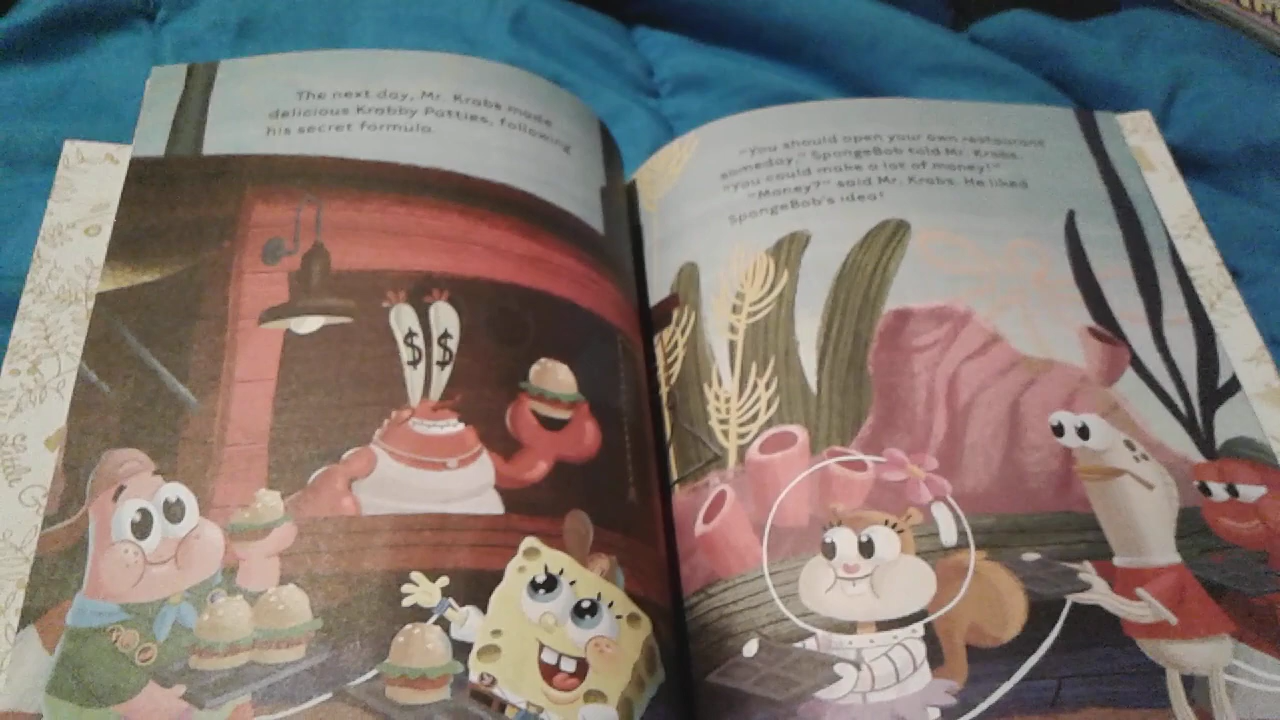 The next day, Mr. Krabs made
delicious Krabby Patties, following
his secret formula.
"You should open your own restaurant
someday," SpongeBob told Mr. Krabs.
"You could make a lot of money!"
"Money?" said Mr. Krabs. He liked
SpongeBob's idea!
$ $
Little G